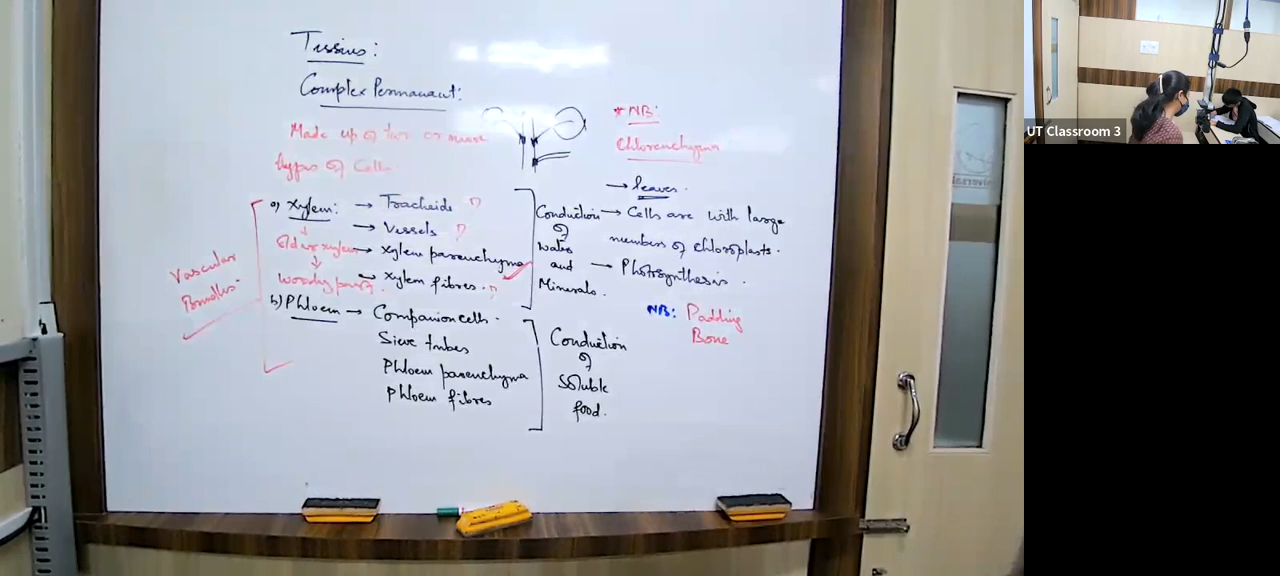 Tissues:
Complex Permanant:
Made up of two or more
types of Cells
a) Xylem: → Tracheids ?
→ Vessels ?
Older xylem → xylem parenchyma
woody part. → xylem fibres. ?
Vascular
Bundles.
Conduction
of
water
and
Minerals.
b) Phloem → Companion cells.
Sieve tubes
Phloem parenchyma
Phloem fibres
Conduction
of
Soluble
food.
* NB:
Chlorenchyma
→ leaves.
→ Cells are with large
numbers of chloroplasts.
→ Photosynthesis.
NB: Padding
Bone
UT Classroom 3